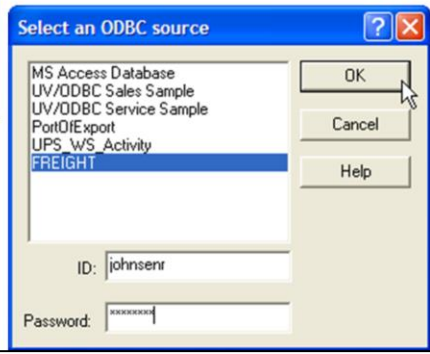 Select an ODBC source
MS Access Database
UV/ODBC Sales Sample
UV/ODBC Service Sample
PortOfExport
UPS_WS_Activity
FREIGHT
OK
Cancel
Help
ID: johnsenr
Password: ********